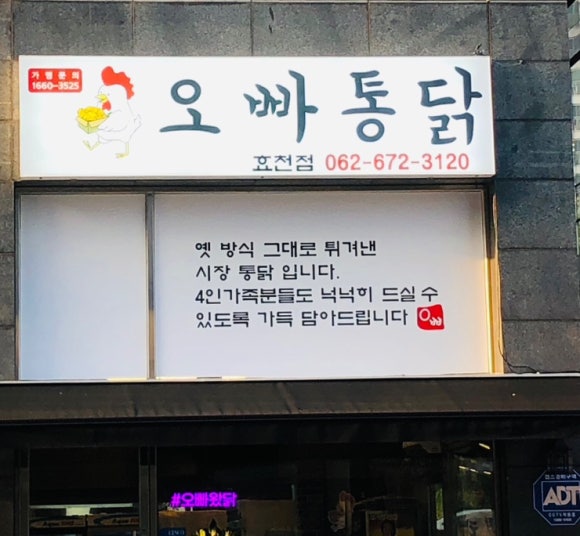 가맹문의
1660-3525
오빠통닭
효천점 062-672-3120
옛 방식 그대로 튀겨낸
시장 통닭 입니다.
4인가족분들도 넉넉히 드실 수
있도록 가득 담아드립니다
#오빠왔닭
ADT